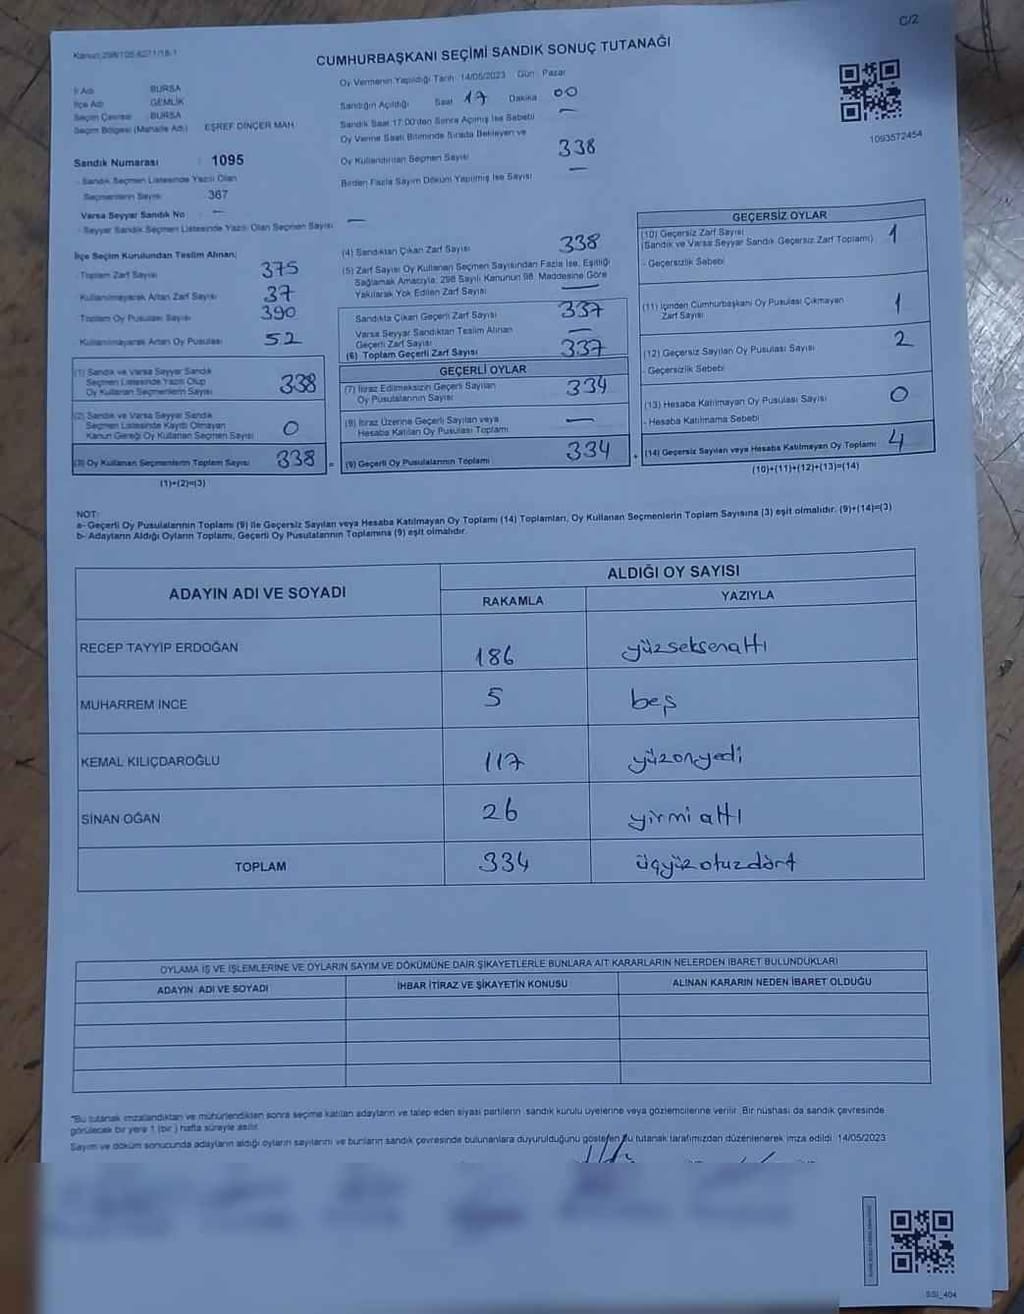 C/2
CUMHURBAŞKANI SEÇİMİ SANDIK SONUÇ TUTANAĞI
İl Adı BURSA
İlçe Adı GEMLİK
Seçim Çevresi BURSA
Seçim Bölgesi (Mahalle Adı) EŞREF DİNÇER MAH.
Sandık Numarası : 1095
- Sandık Seçmen Listesinde Yazılı Olan
Seçmenlerin Sayısı 367
Varsa Seyyar Sandık No : —
- Seyyar Sandık Seçmen Listesinde Yazılı Olan Seçmen Sayısı —
Oy Vermenin Yapıldığı Tarih : 14/05/2023 Gün : Pazar
Sandığın Açıldığı Saat 17 Dakika 00
Sandık Saat 17:00'den Sonra Açılmış İse Sebebi —
Oy Verme Saati Bitiminde Sırada Bekleyen ve
Oy Kullandırılan Seçmen Sayısı 338
Birden Fazla Sayım Döküm Yapılmış İse Sayısı —
1093572454
İlçe Seçim Kurulundan Teslim Alınan;
- Toplam Zarf Sayısı 375
- Kullanılmayarak Artan Zarf Sayısı 37
Toplam Oy Pusulası Sayısı 390
- Kullanılmayarak Artan Oy Pusulası 52
(1) Sandık ve Varsa Seyyar Sandık
Seçmen Listesinde Yazılı Olup
Oy Kullanan Seçmenlerin Sayısı 338
(2) Sandık ve Varsa Seyyar Sandık
Seçmen Listesinde Kaydı Olmayan
Kanun Gereği Oy Kullanan Seçmen Sayısı 0
(3) Oy Kullanan Seçmenlerin Toplam Sayısı 338
(1)+(2)=(3)
(4) Sandıktan Çıkan Zarf Sayısı 338
(5) Zarf Sayısı Oy Kullanan Seçmen Sayısından Fazla İse, Eşitliği
Sağlamak Amacıyla; 298 Sayılı Kanunun 98. Maddesine Göre
Yakılarak Yok Edilen Zarf Sayısı —
Sandıkta Çıkan Geçerli Zarf Sayısı 337
Varsa Seyyar Sandıktan Teslim Alınan
Geçerli Zarf Sayısı —
(6) Toplam Geçerli Zarf Sayısı 337
GEÇERLİ OYLAR
(7) İtiraz Edilmeksizin Geçerli Sayılan
Oy Pusulasının Sayısı 334
(8) İtiraz Üzerine Geçerli Sayılan veya
Hesaba Katılan Oy Pusulası Toplamı —
(9) Geçerli Oy Pusulalarının Toplamı 334
GEÇERSİZ OYLAR
(10) Geçersiz Zarf Sayısı 1
(Sandık ve Varsa Seyyar Sandık Geçersiz Zarf Toplamı)
- Geçersizlik Sebebi
(11) İçinden Cumhurbaşkanı Oy Pusulası Çıkmayan
Zarf Sayısı 1
(12) Geçersiz Sayılan Oy Pusulası Sayısı 2
- Geçersizlik Sebebi
(13) Hesaba Katılmayan Oy Pusulası Sayısı 0
- Hesaba Katılmama Sebebi
(14) Geçersiz Sayılan veya Hesaba Katılmayan Oy Toplamı 4
(10)+(11)+(12)+(13)=(14)
NOT:
a- Geçerli Oy Pusulalarının Toplamı (9) ile Geçersiz Sayılan veya Hesaba Katılmayan Oy Toplamı (14) Toplamları, Oy Kullanan Seçmenlerin Toplam Sayısına (3) eşit olmalıdır. (9)+(14)=(3)
b- Adayların Aldığı Oyların Toplamı, Geçerli Oy Pusulalarının Toplamına (9) eşit olmalıdır.
ADAYIN ADI VE SOYADI ALDIĞI OY SAYISI
RAKAMLA YAZIYLA
RECEP TAYYİP ERDOĞAN 186 yüzseksenaltı
MUHARREM İNCE 5 beş
KEMAL KILIÇDAROĞLU 117 yüzonyedi
SİNAN OĞAN 26 yirmialtı
TOPLAM 334 üçyüzotuzdört
OYLAMA İŞ VE İŞLEMLERİNE VE OYLARIN SAYIM VE DÖKÜMÜNE DAİR ŞİKAYETLERLE BUNLARA AİT KARARLARIN NELERDEN İBARET BULUNDUKLARI
ADAYIN ADI VE SOYADI İHBAR İTİRAZ VE ŞİKAYETİN KONUSU ALINAN KARARIN NEDEN İBARET OLDUĞU
"Bu tutanak imzalandıktan ve mühürlendikten sonra seçime katılan adayların ve talep eden siyasi partilerin sandık kurulu üyelerine veya gözlemcilerine verilir. Bir nüshası da sandık çevresinde
görülecek bir yere 1 (bir) hafta süreyle asılır.
Sayım ve döküm sonucunda adayların aldığı oyların sayılarını ve bunların sandık çevresinde bulunanlara duyurulduğunu gösteren bu tutanak tarafımızdan düzenlenerek imza edildi. 14/05/2023
SSI_404